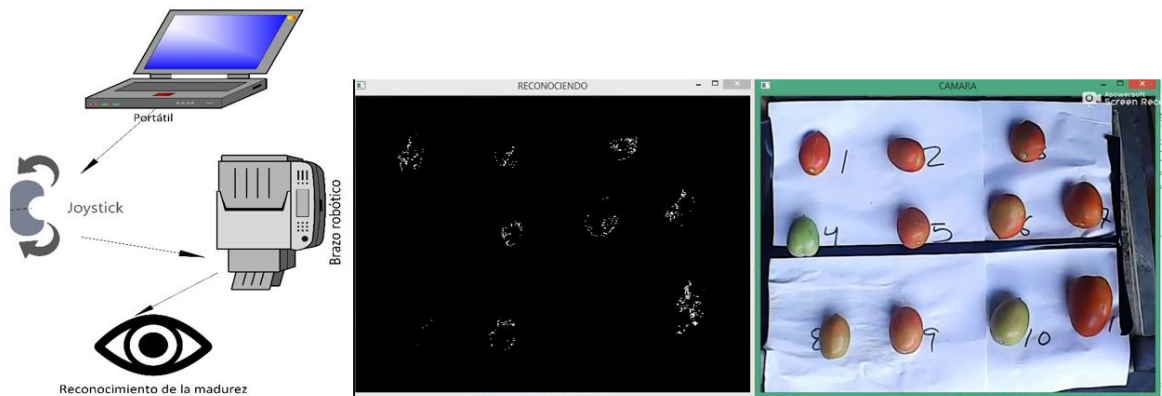 Portátil
Joystick
Brazo robótico
Reconocimiento de la madurez
RECONOCIENDO
CAMARA
Apowersoft
Screen Rec
1
2
3
4
5
6
7
8
9
10
1